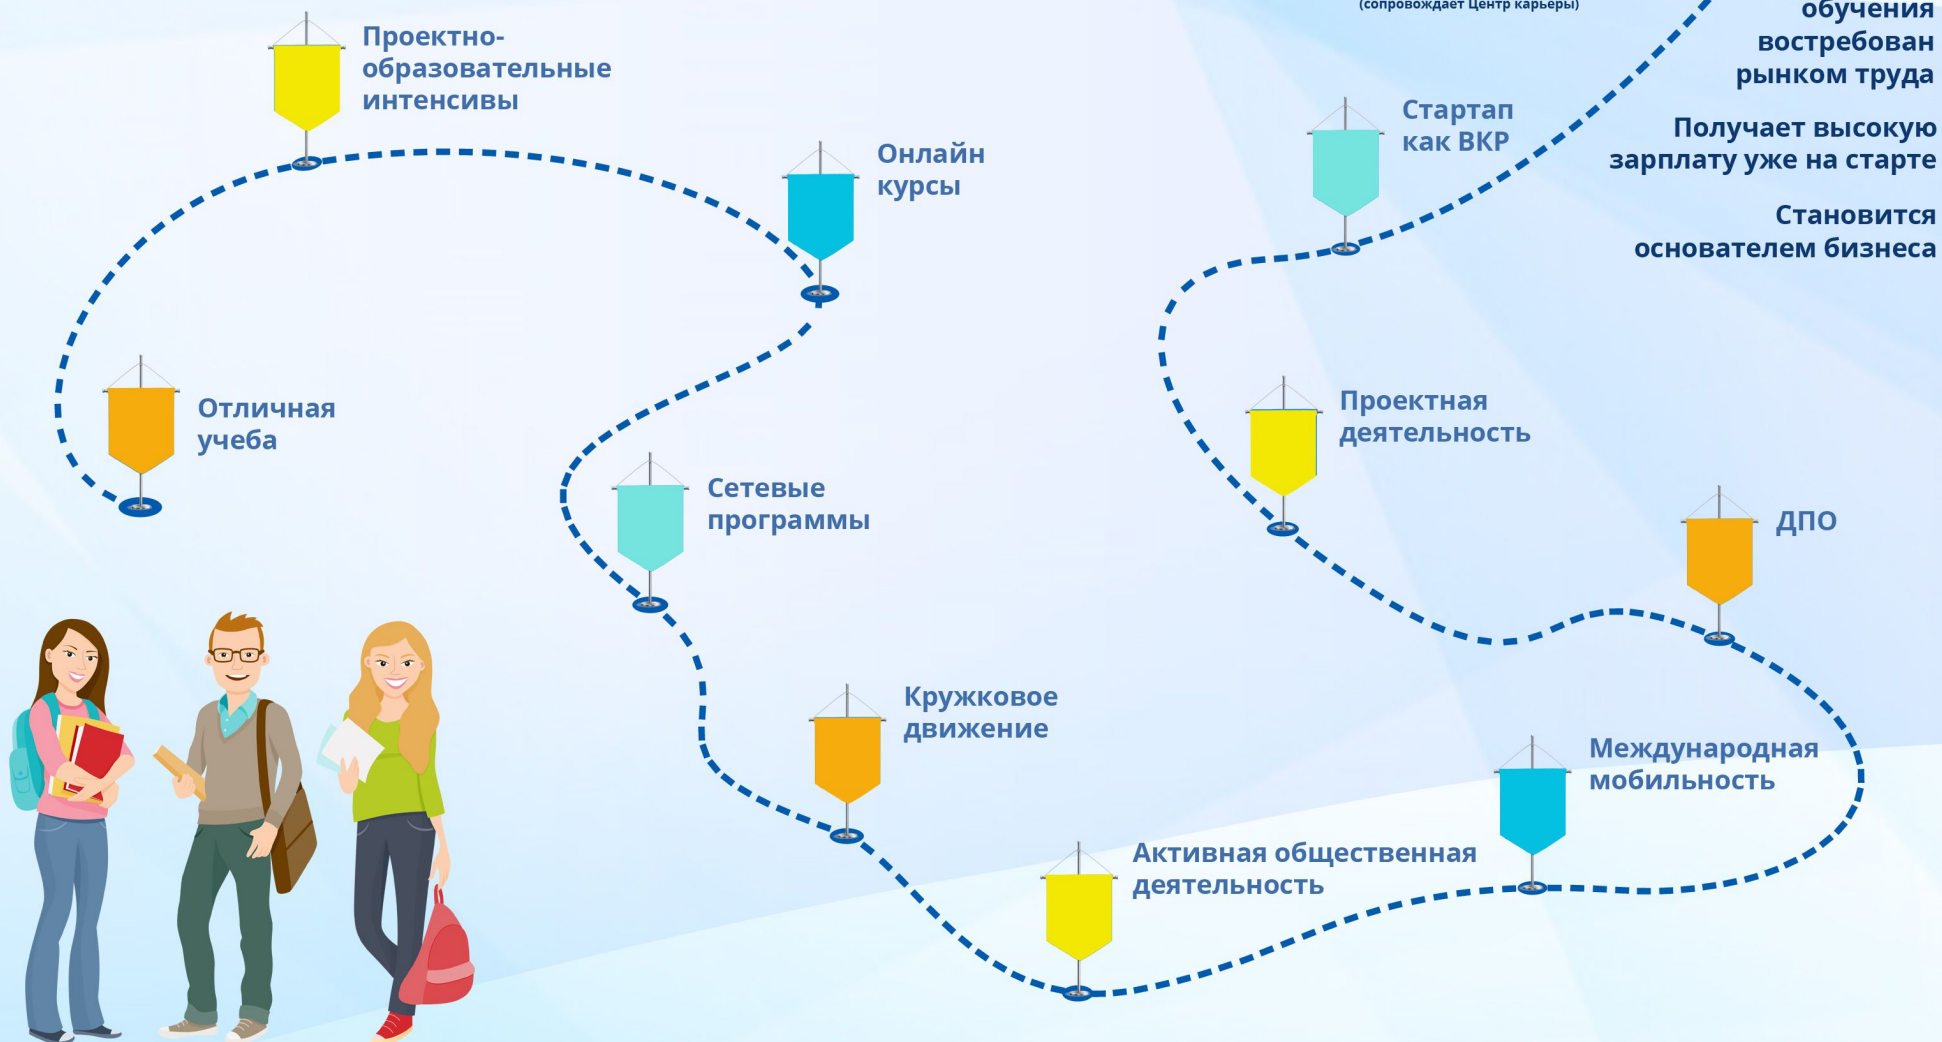 (сопровождает Центр карьеры)
обучения
востребован
рынком труда
Получает высокую
зарплату уже на старте
Становится
основателем бизнеса
Проектно-
образовательные
интенсивы
Онлайн
курсы
Стартап
как ВКР
Отличная
учеба
Сетевые
программы
Проектная
деятельность
ДПО
Кружковое
движение
Международная
мобильность
Активная общественная
деятельность